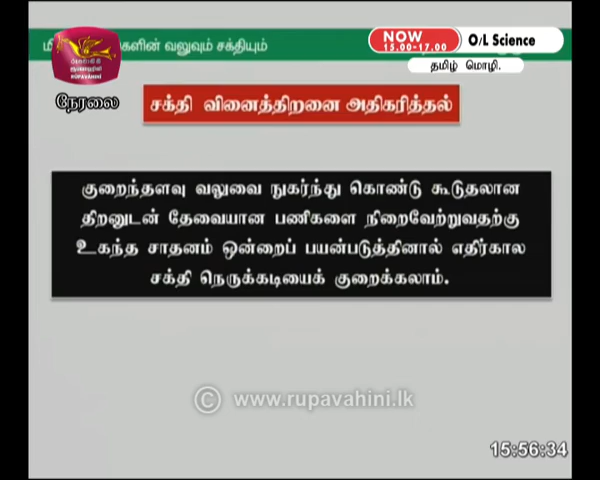 களின் வலுவும் சக்தியும்
NOW
15.00-17.00
O/L Science
தமிழ் மொழி.
RUPAVAHINI
நேரலை
சக்தி வினைத்திறனை அதிகரித்தல்
குறைந்தளவு வலுவை நுகர்ந்து கொண்டு கூடுதலான
திறனுடன் தேவையான பணிகளை நிறைவேற்றுவதற்கு
உகந்த சாதனம் ஒன்றைப் பயன்படுத்தினால் எதிர்கால
சக்தி நெருக்கடியைக் குறைக்கலாம்.
© www.rupavahini.lk
15:56:34